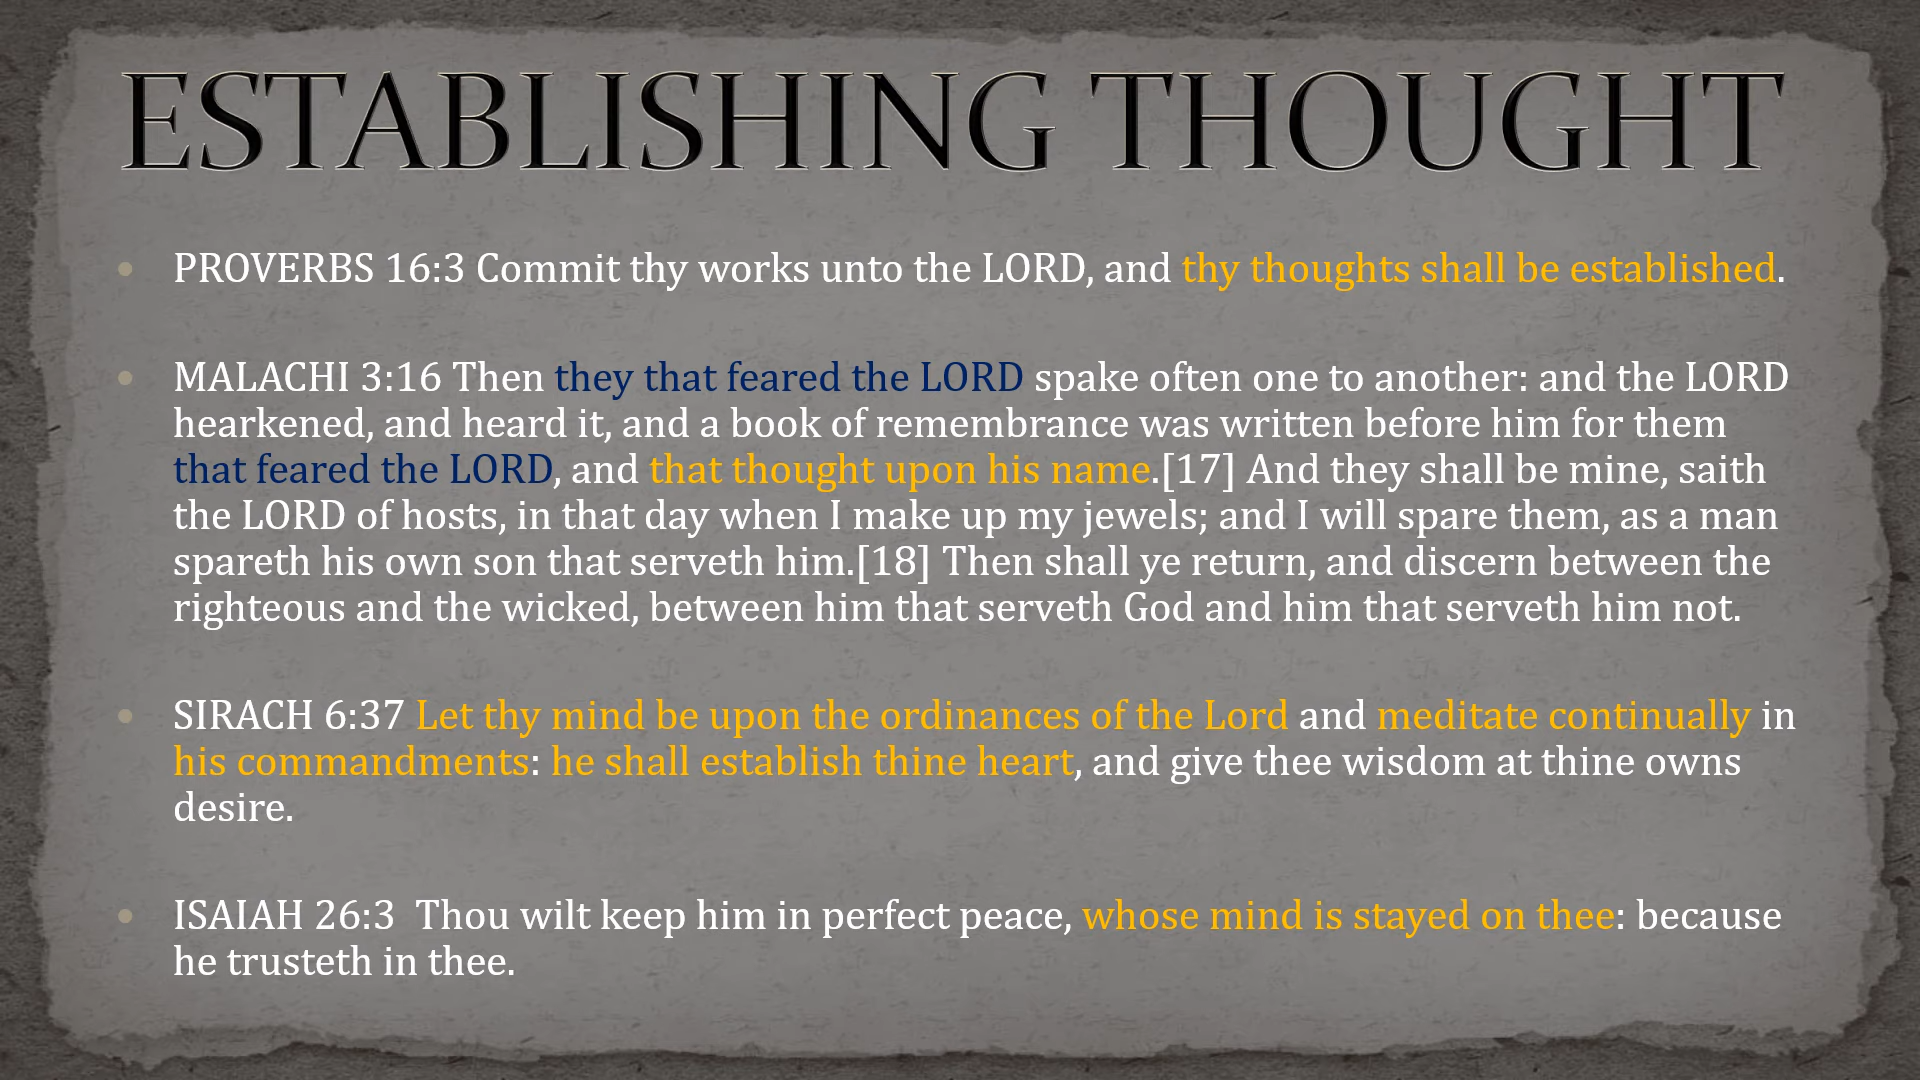 ESTABLISHING THOUGHT
• PROVERBS 16:3 Commit thy works unto the LORD, and thy thoughts shall be established.
• MALACHI 3:16 Then they that feared the LORD spake often one to another: and the LORD
hearkened, and heard it, and a book of remembrance was written before him for them
that feared the LORD, and that thought upon his name.[17] And they shall be mine, saith
the LORD of hosts, in that day when I make up my jewels; and I will spare them, as a man
spareth his own son that serveth him.[18] Then shall ye return, and discern between the
righteous and the wicked, between him that serveth God and him that serveth him not.
• SIRACH 6:37 Let thy mind be upon the ordinances of the Lord and meditate continually in
his commandments: he shall establish thine heart, and give thee wisdom at thine owns
desire.
• ISAIAH 26:3  Thou wilt keep him in perfect peace, whose mind is stayed on thee: because
he trusteth in thee.